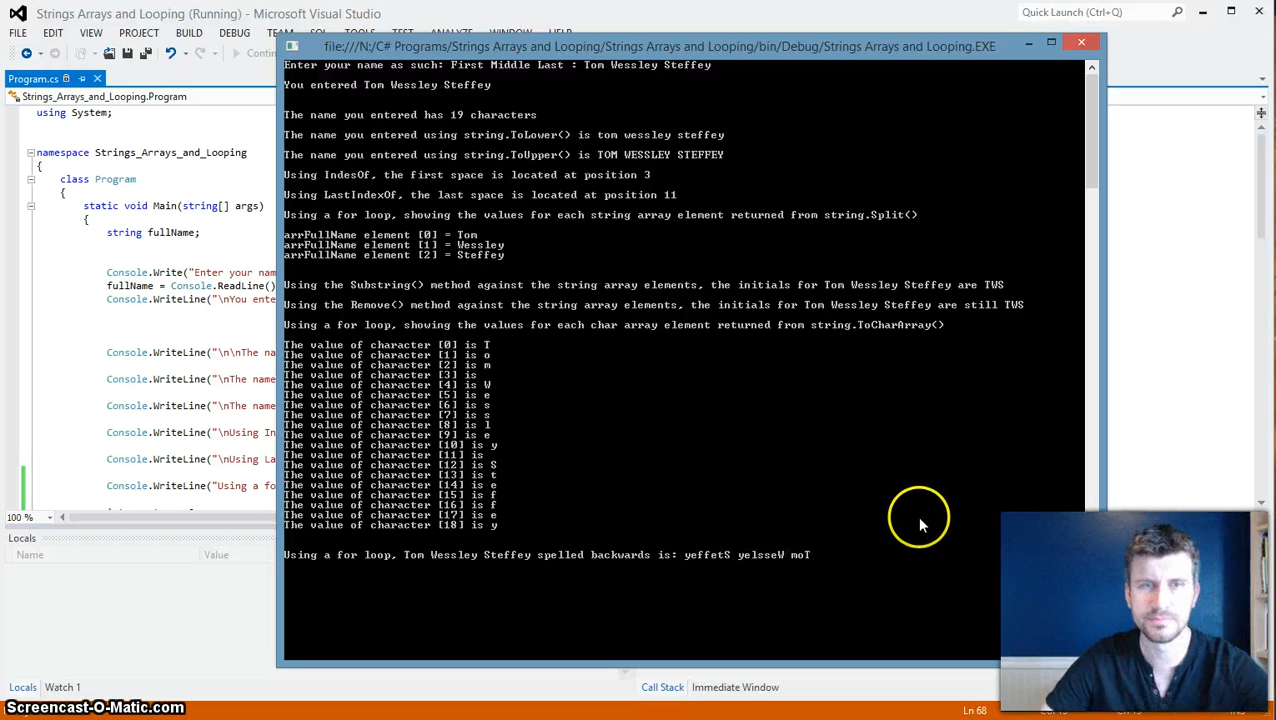 Strings Arrays and Looping (Running) - Microsoft Visual Studio
Quick Launch (Ctrl+Q)
FILE EDIT VIEW PROJECT BUILD DEBUG
file:///N:/C# Programs/Strings Arrays and Looping/Strings Arrays and Looping/bin/Debug/Strings Arrays and Looping.EXE
Program.cs
Strings_Arrays_and_Looping.Program
using System;
namespace Strings_Arrays_and_Looping
{
class Program
{
static void Main(string[] args)
{
string fullName;
Console.Write("Enter your nam
fullName = Console.ReadLine()
Console.WriteLine("\nYou ente
Console.WriteLine("\n\nThe na
Console.WriteLine("\nThe name
Console.WriteLine("\nThe name
Console.WriteLine("\nUsing In
Console.WriteLine("\nUsing La
Console.WriteLine("Using a fo
Enter your name as such: First Middle Last : Tom Wessley Steffey
You entered Tom Wessley Steffey
The name you entered has 19 characters
The name you entered using string.ToLower() is tom wessley steffey
The name you entered using string.ToUpper() is TOM WESSLEY STEFFEY
Using IndesOf, the first space is located at position 3
Using LastIndexOf, the last space is located at position 11
Using a for loop, showing the values for each string array element returned from string.Split()
arrFullName element [0] = Tom
arrFullName element [1] = Wessley
arrFullName element [2] = Steffey
Using the Substring() method against the string array elements, the initials for Tom Wessley Steffey are TWS
Using the Remove() method against the string array elements, the initials for Tom Wessley Steffey are still TWS
Using a for loop, showing the values for each char array element returned from string.ToCharArray()
The value of character [0] is T
The value of character [1] is o
The value of character [2] is m
The value of character [3] is
The value of character [4] is W
The value of character [5] is e
The value of character [6] is s
The value of character [7] is s
The value of character [8] is l
The value of character [9] is e
The value of character [10] is y
The value of character [11] is
The value of character [12] is S
The value of character [13] is t
The value of character [14] is e
The value of character [15] is f
The value of character [16] is f
The value of character [17] is e
The value of character [18] is y
Using a for loop, Tom Wessley Steffey spelled backwards is: yeffetS yelsseW moT
100 %
Locals
Name Value
Locals Watch 1
Call Stack Immediate Window
Screencast-O-Matic.com
Ln 68